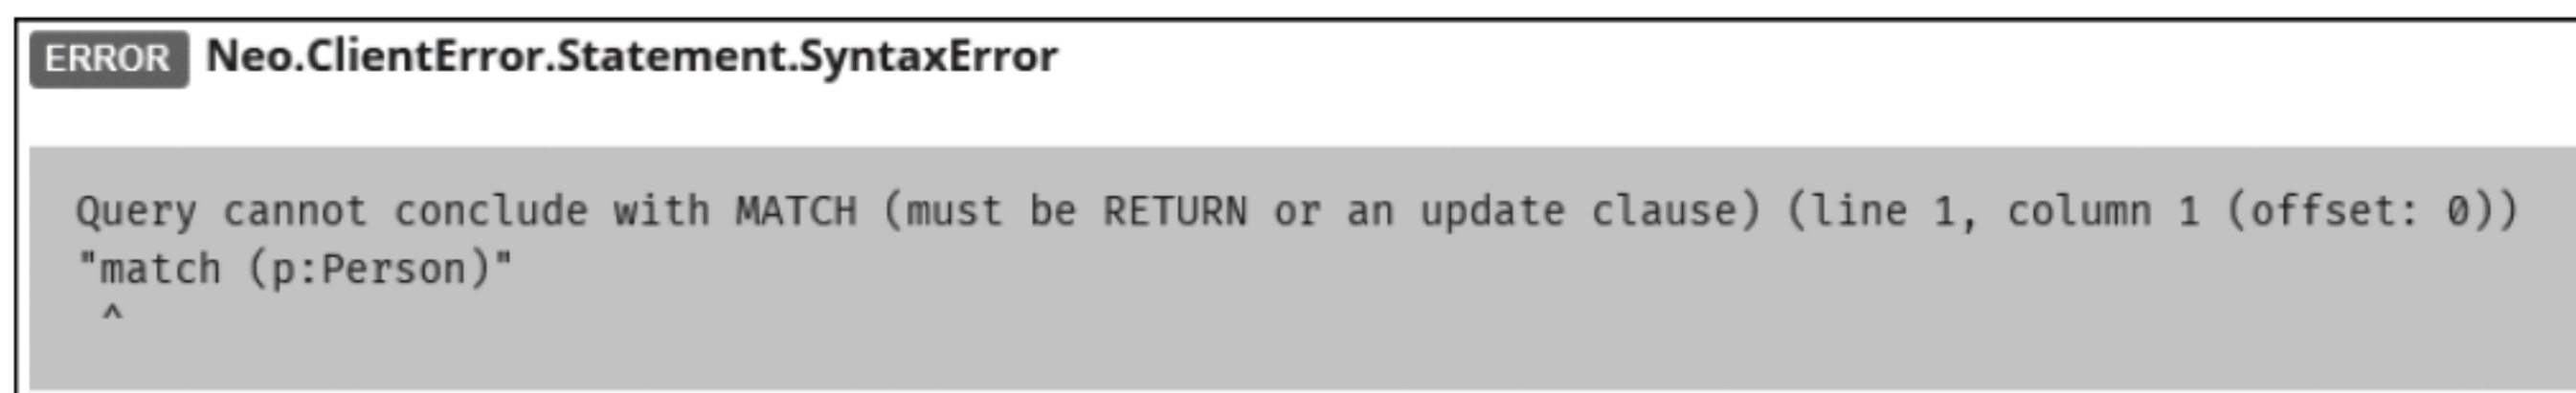 ERROR Neo.ClientError.Statement.SyntaxError
Query cannot conclude with MATCH (must be RETURN or an update clause) (line 1, column 1 (offset: 0))
"match (p:Person)"
^